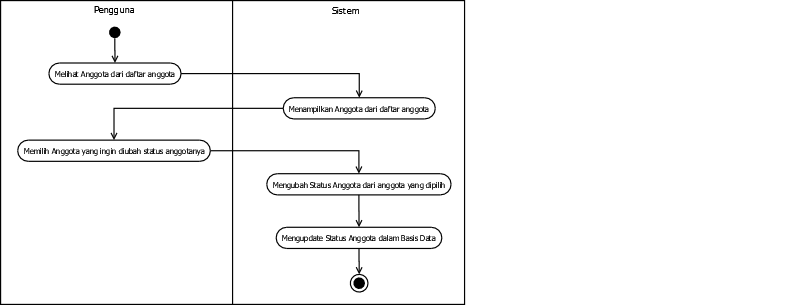 Pengguna
Sistem
Melihat Anggota dari daftar anggota
Menampilkan Anggota dari daftar anggota
Memilih Anggota yang ingin diubah status anggotanya
Mengubah Status Anggota dari anggota yang dipilih
Mengupdate Status Anggota dalam Basis Data